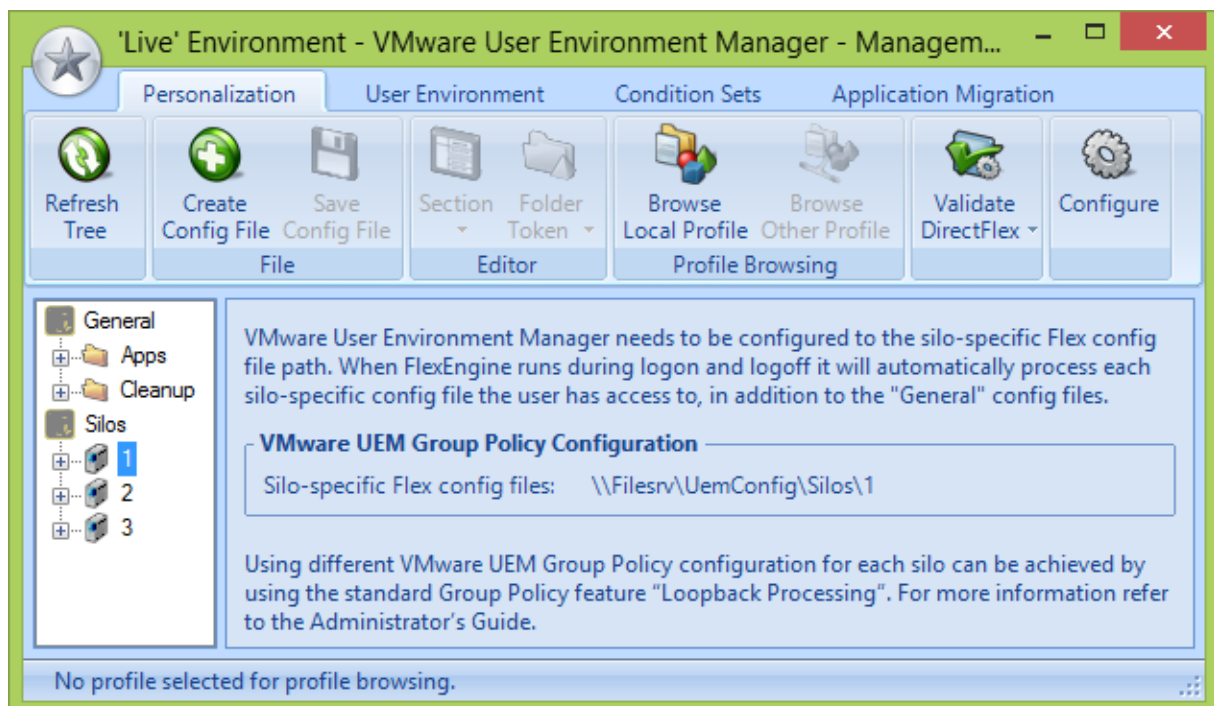 'Live' Environment - VMware User Environment Manager - Managem...
Personalization User Environment Condition Sets Application Migration
Refresh Tree
Create Config File
Save Config File
Section
Folder Token
Browse Local Profile
Browse Other Profile
Validate DirectFlex
Configure
File Editor Profile Browsing
General
Apps
Cleanup
Silos
1
2
3
VMware User Environment Manager needs to be configured to the silo-specific Flex config
file path. When FlexEngine runs during logon and logoff it will automatically process each
silo-specific config file the user has access to, in addition to the "General" config files.
VMware UEM Group Policy Configuration
Silo-specific Flex config files: \\Filesrv\UemConfig\Silos\1
Using different VMware UEM Group Policy configuration for each silo can be achieved by
using the standard Group Policy feature “Loopback Processing”. For more information refer
to the Administrator’s Guide.
No profile selected for profile browsing.